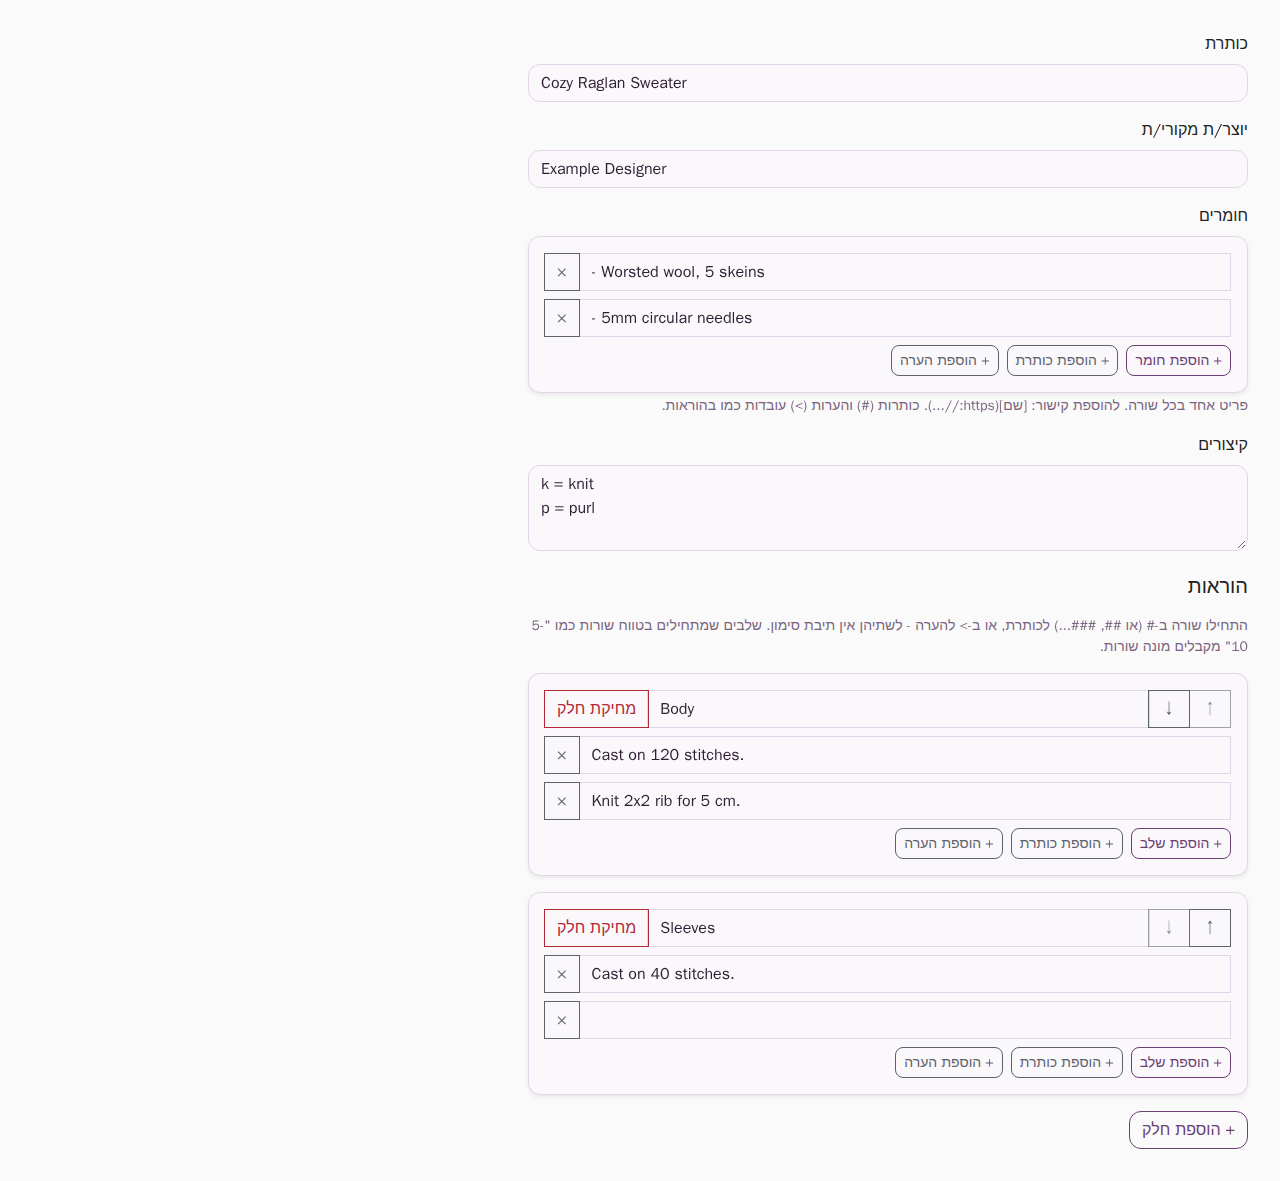 כותרת
Cozy Raglan Sweater
יוצר/ת מקורי/ת
Example Designer
חומרים
- Worsted wool, 5 skeins ×
- 5mm circular needles ×
+ הוספת חומר + הוספת כותרת + הוספת הערה
פריט אחד בכל שורה. להוספת קישור: [שם](https://...). כותרות (#) והערות (>) עובדות כמו בהוראות.
קיצורים
k = knit
p = purl
הוראות
התחילו שורה ב-# (או ##, ###...) לכותרת, או ב-> להערה - לשתיהן אין תיבת סימון. שלבים שמתחילים בטווח שורות כמו "5-
10" מקבלים מונה שורות.
↑ ↓ Body מחיקת חלק
Cast on 120 stitches. ×
Knit 2x2 rib for 5 cm. ×
+ הוספת שלב + הוספת כותרת + הוספת הערה
↑ ↓ Sleeves מחיקת חלק
Cast on 40 stitches. ×
×
+ הוספת שלב + הוספת כותרת + הוספת הערה
+ הוספת חלק